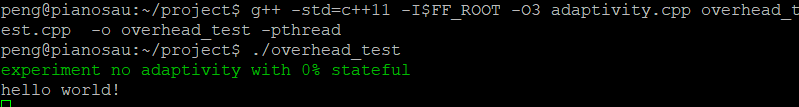 peng@pianosau:~/project$ g++ -std=c++11 -I$FF_ROOT -O3 adaptivity.cpp overhead_t
est.cpp  -o overhead_test -pthread
peng@pianosau:~/project$ ./overhead_test
experiment no adaptivity with 0% stateful
hello world!